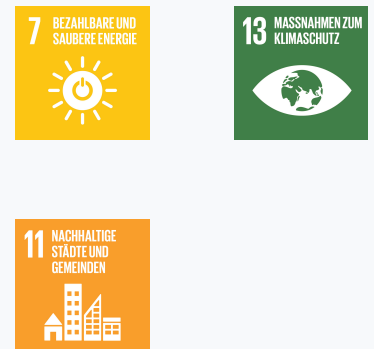 7 BEZAHLBARE UND
SAUBERE ENERGIE
13 MASSNAHMEN ZUM
KLIMASCHUTZ
11 NACHHALTIGE
STÄDTE UND
GEMEINDEN